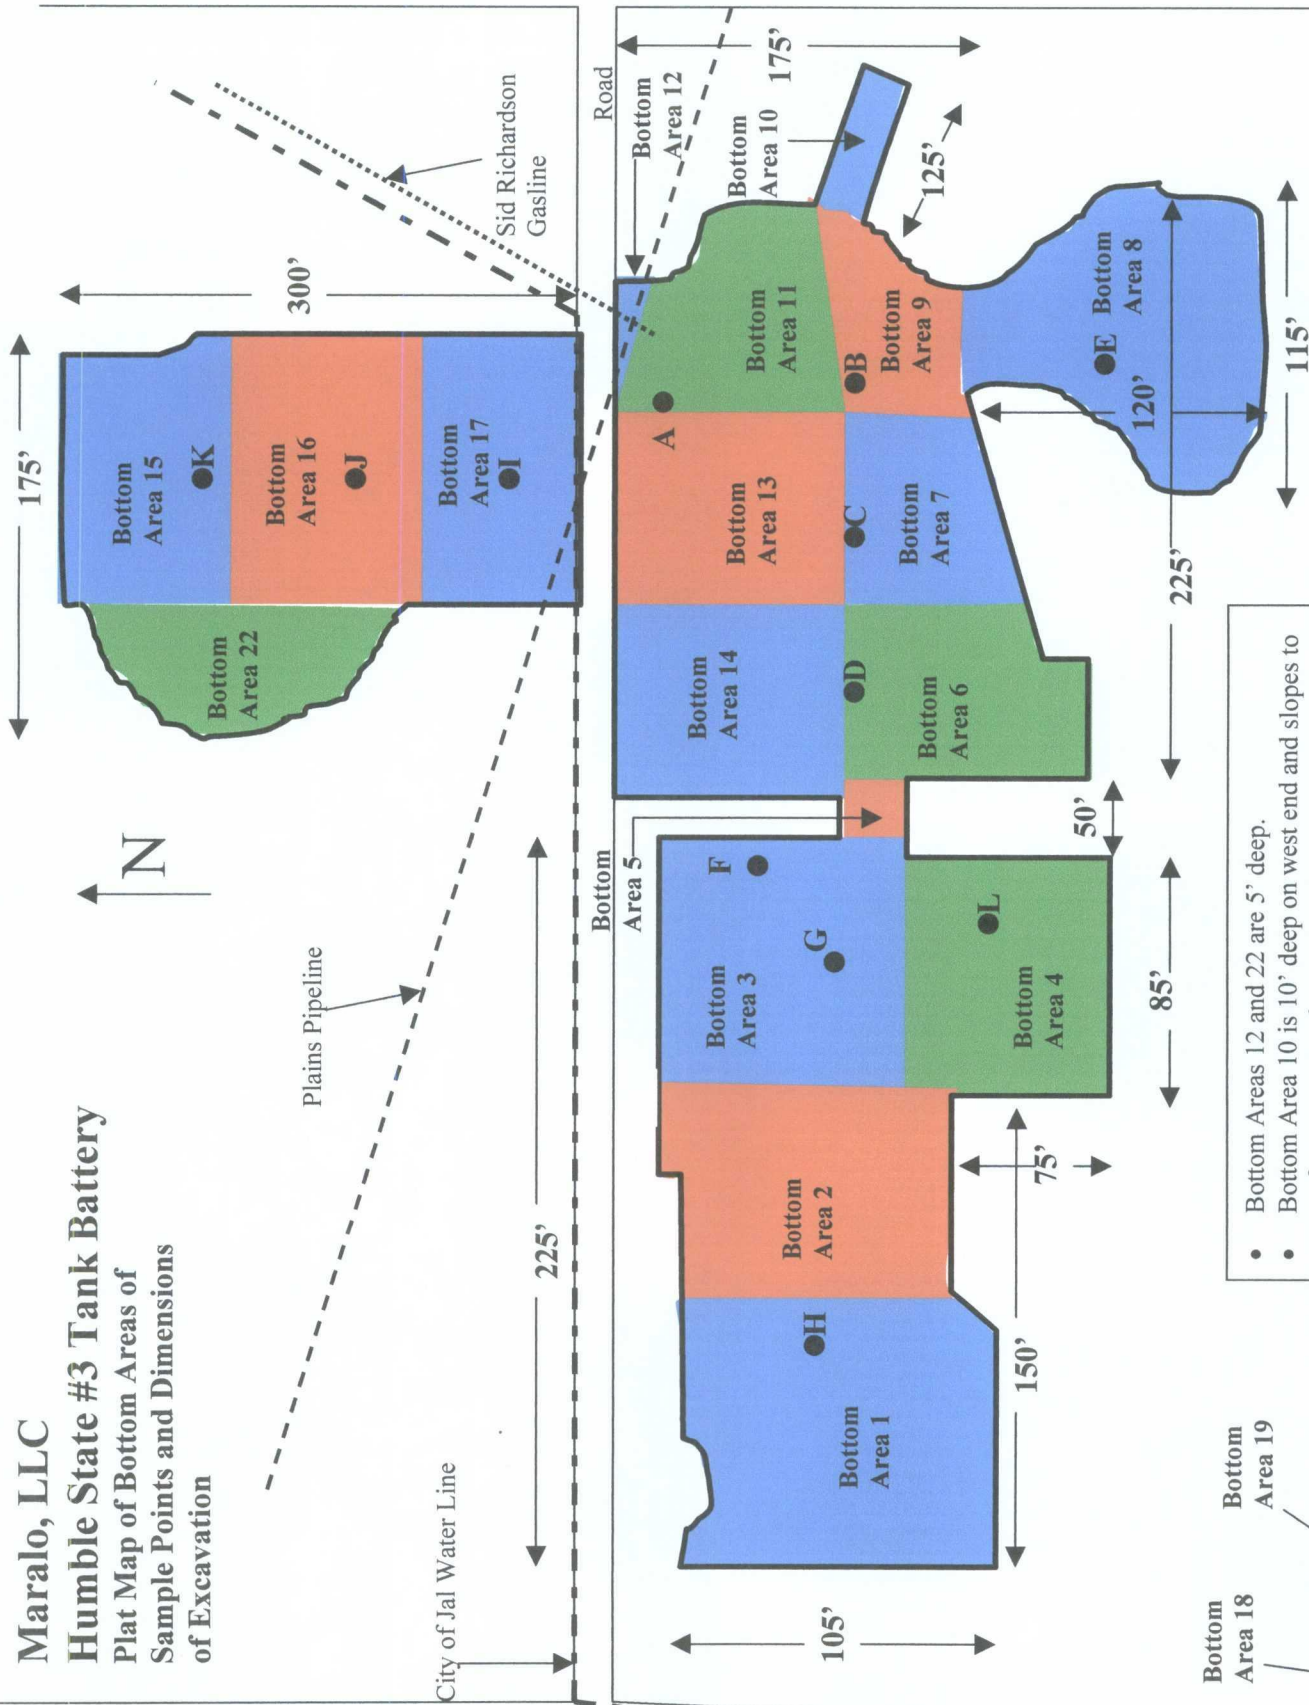 Maralo, LLC
Humble State #3 Tank Battery
Plat Map of Bottom Areas of
Sample Points and Dimensions
of Excavation
N
175’
300’
Bottom
Area 15
K
Bottom
Area 16
J
Bottom
Area 17
I
Bottom
Area 22
Sid Richardson
Gasline
Plains Pipeline
City of Jal Water Line
225’
Road
Bottom
Area 12
175’
Bottom
Area 10
125’
Bottom
Area 11
A
B
Bottom
Area 9
Bottom
Area 8
E
120’
115’
Bottom
Area 13
C
Bottom
Area 7
Bottom
Area 14
D
Bottom
Area 6
225’
Bottom
Area 5
50’
F
G
Bottom
Area 3
L
Bottom
Area 4
85’
Bottom
Area 2
75’
H
Bottom
Area 1
150’
105’
Bottom
Area 18
Bottom
Area 19
• Bottom Areas 12 and 22 are 5’ deep.
• Bottom Area 10 is 10’ deep on west end and slopes to